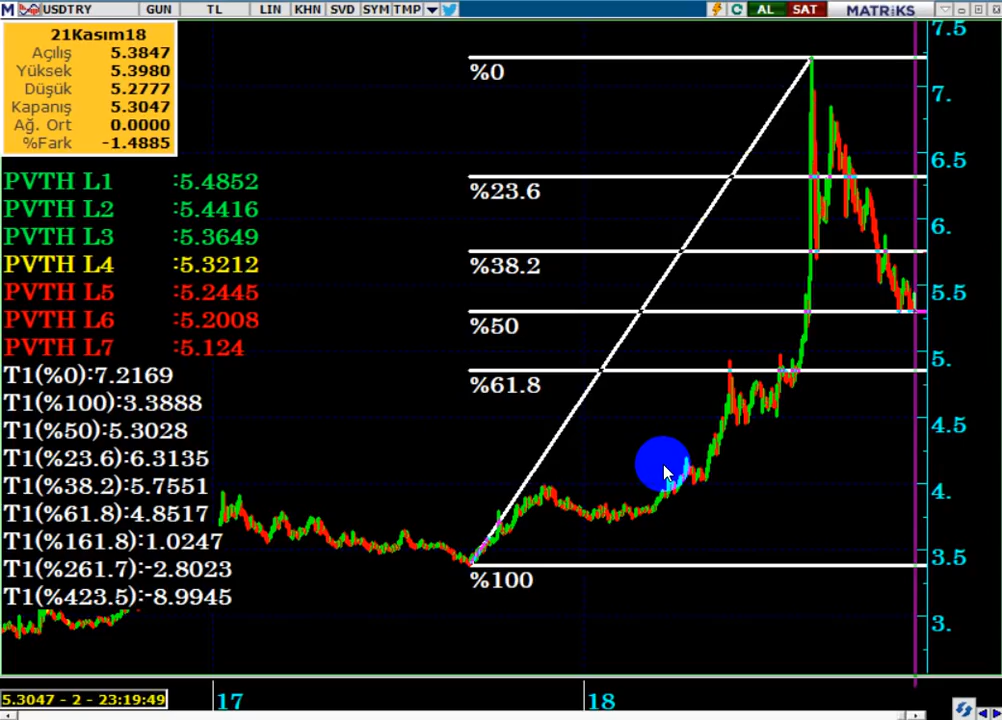 M USDTRY GUN TL LIN KHN SVD SYM TMP AL SAT MATRiKS
21Kasım18
Açılış 5.3847
Yüksek 5.3980
Düşük 5.2777
Kapanış 5.3047
Ağ. Ort 0.0000
%Fark -1.4885
PVTH L1 :5.4852
PVTH L2 :5.4416
PVTH L3 :5.3649
PVTH L4 :5.3212
PVTH L5 :5.2445
PVTH L6 :5.2008
PVTH L7 :5.124
T1(%0):7.2169
T1(%100):3.3888
T1(%50):5.3028
T1(%23.6):6.3135
T1(%38.2):5.7551
T1(%61.8):4.8517
T1(%161.8):1.0247
T1(%261.7):-2.8023
T1(%423.5):-8.9945
%0
%23.6
%38.2
%50
%61.8
%100
7.5
7.
6.5
6.
5.5
5.
4.5
4.
3.5
3.
5.3047 - 2 - 23:19:49
17 18